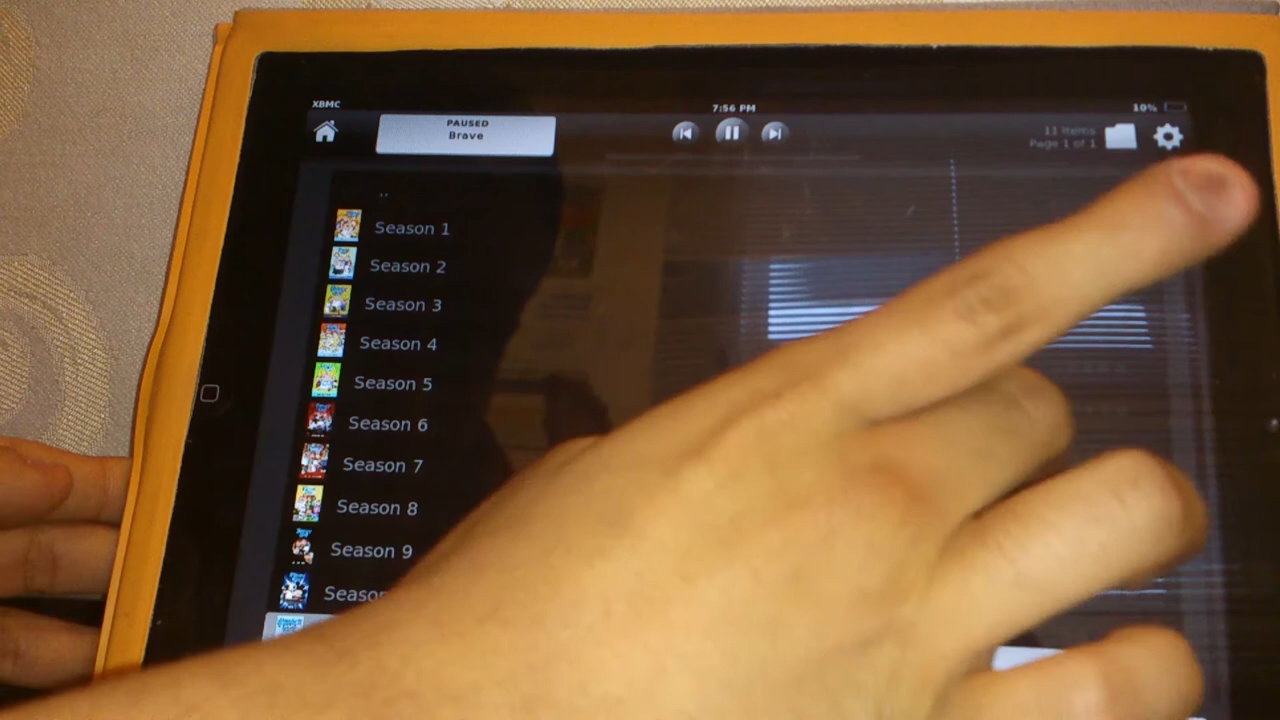 XBMC
7:56 PM
10%
PAUSED
Brave
11 Items
Page 1 of 1
..
Season 1
Season 2
Season 3
Season 4
Season 5
Season 6
Season 7
Season 8
Season 9